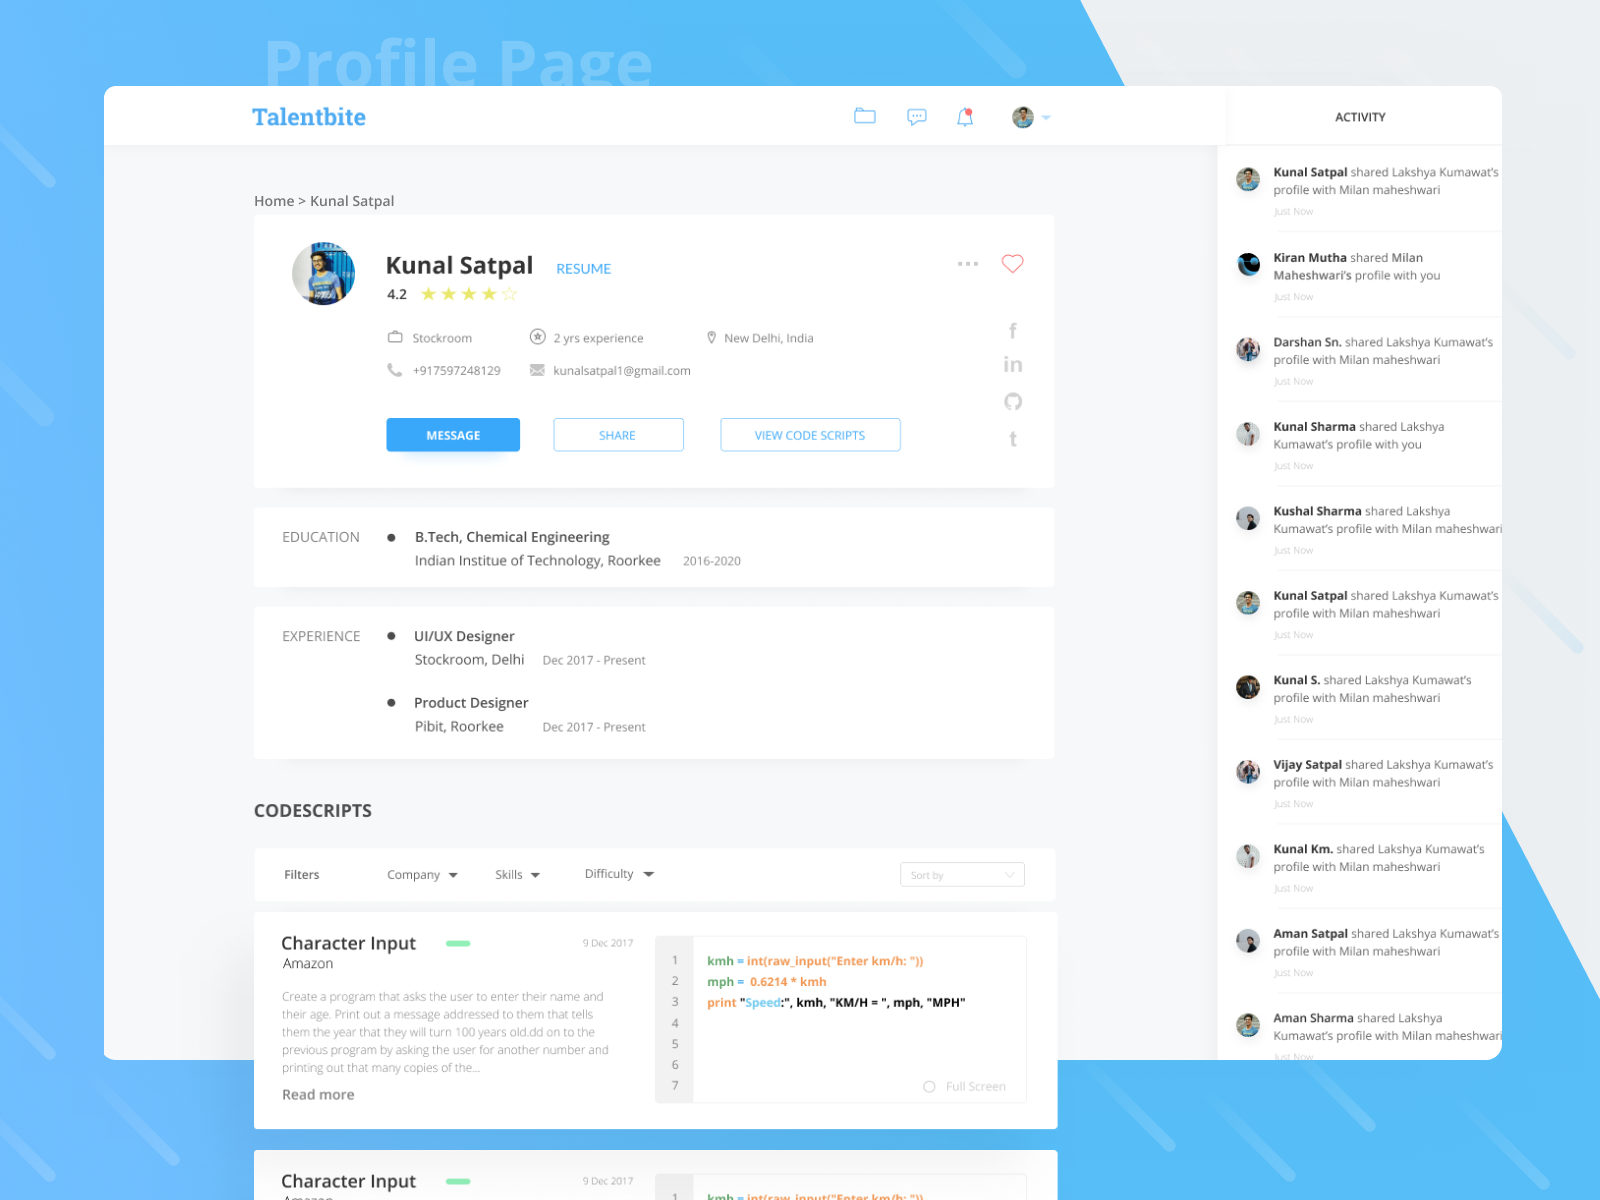 Profile Page
Talentbite
Home > Kunal Satpal
Kunal Satpal RESUME
4.2
Stockroom 2 yrs experience New Delhi, India
+917597248129 kunalsatpal1@gmail.com
f
in
t
MESSAGE SHARE VIEW CODE SCRIPTS
EDUCATION B.Tech, Chemical Engineering
Indian Institue of Technology, Roorkee 2016-2020
EXPERIENCE UI/UX Designer
Stockroom, Delhi Dec 2017 - Present
Product Designer
Pibit, Roorkee Dec 2017 - Present
CODESCRIPTS
Filters Company Skills Difficulty Sort by
Character Input 9 Dec 2017
Amazon
Create a program that asks the user to enter their name and
their age. Print out a message addressed to them that tells
them the year that they will turn 100 years old.dd on to the
previous program by asking the user for another number and
printing out that many copies of the...
Read more
1 kmh = int(raw_input("Enter km/h: "))
2 mph = 0.6214 * kmh
3 print "Speed:", kmh, "KM/H = ", mph, "MPH"
4
5
6
7
Full Screen
Character Input 9 Dec 2017
Amazon
1 kmh = int(raw_input("Enter km/h: "))
ACTIVITY
Kunal Satpal shared Lakshya Kumawat's
profile with Milan maheshwari
Just Now
Kiran Mutha shared Milan
Maheshwari's profile with you
Just Now
Darshan Sn. shared Lakshya Kumawat's
profile with Milan maheshwari
Just Now
Kunal Sharma shared Lakshya
Kumawat's profile with you
Just Now
Kushal Sharma shared Lakshya
Kumawat's profile with Milan maheshwari
Just Now
Kunal Satpal shared Lakshya Kumawat's
profile with Milan maheshwari
Just Now
Kunal S. shared Lakshya Kumawat's
profile with Milan maheshwari
Just Now
Vijay Satpal shared Lakshya Kumawat's
profile with Milan maheshwari
Just Now
Kunal Km. shared Lakshya Kumawat's
profile with Milan maheshwari
Just Now
Aman Satpal shared Lakshya Kumawat's
profile with Milan maheshwari
Just Now
Aman Sharma shared Lakshya
Kumawat's profile with Milan maheshwari
Just Now